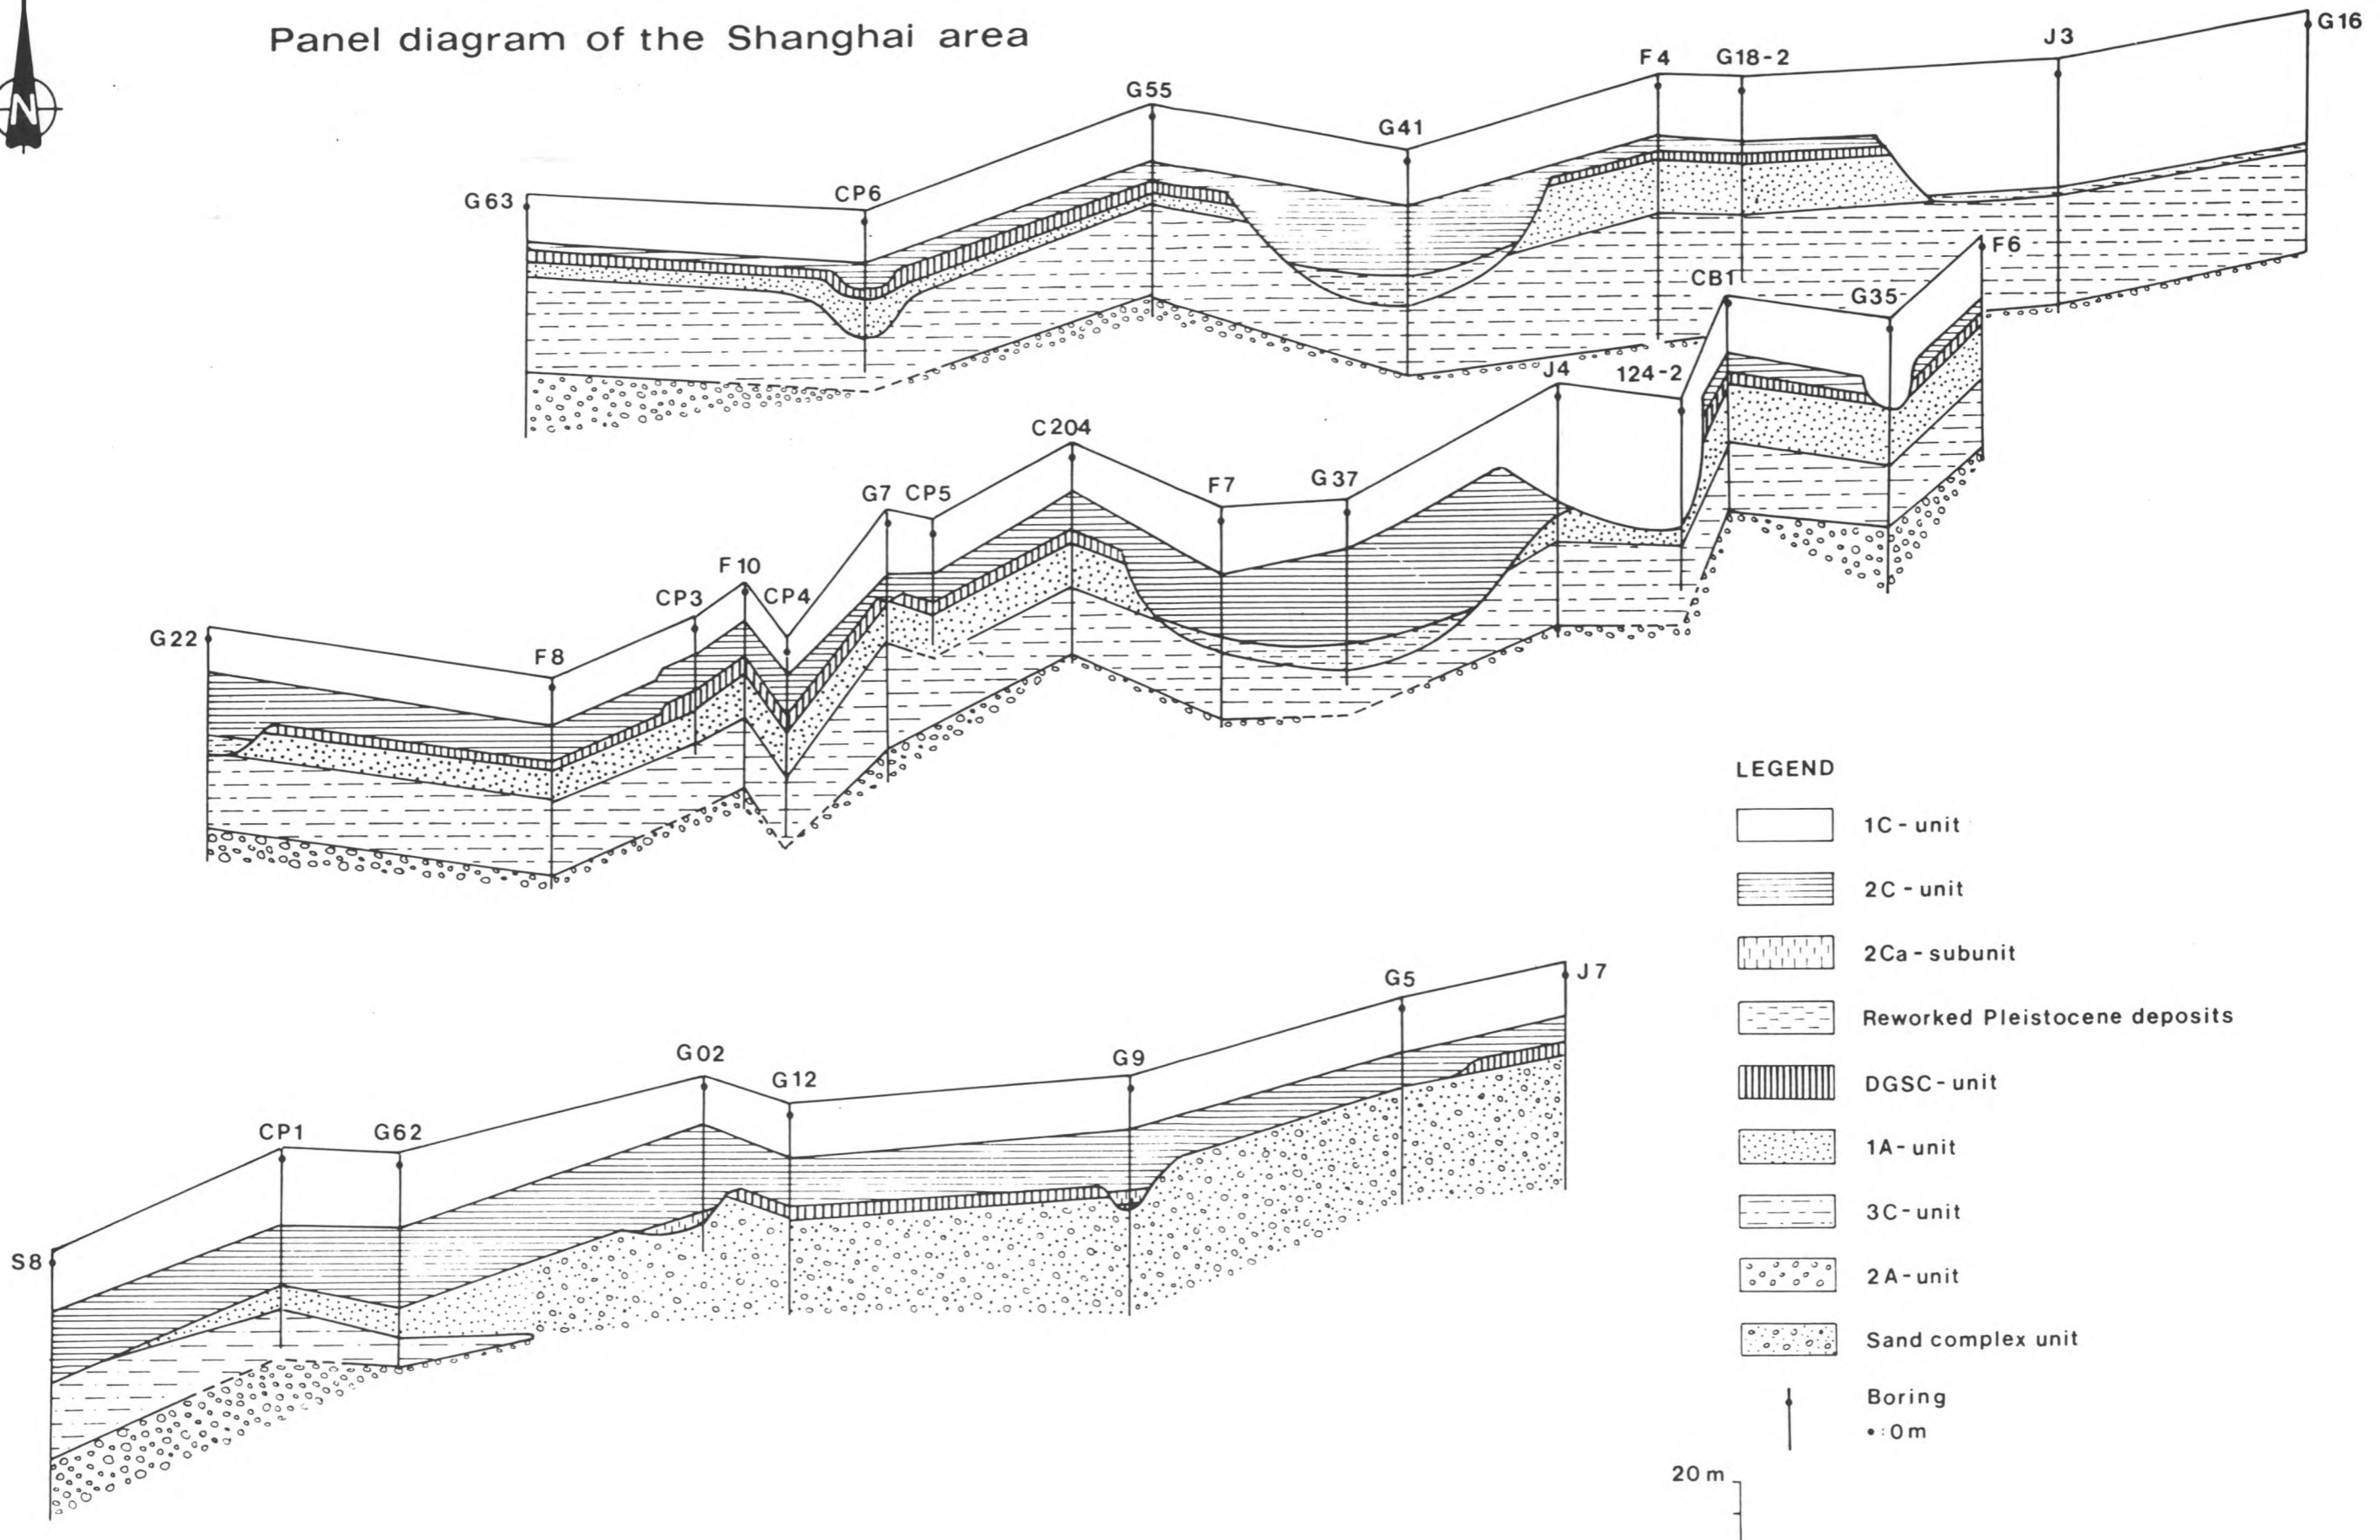 Panel diagram of the Shanghai area
N
G63
CP6
G55
G41
F4
G18-2
J3
G16
G22
F8
CP3
F10
CP4
G7
CP5
C204
F7
G37
J4
124-2
CB1
G35
F6
S8
CP1
G62
G02
G12
G9
G5
J7
LEGEND
1C-unit
2C-unit
2Ca-subunit
Reworked Pleistocene deposits
DGSC-unit
1A-unit
3C-unit
2A-unit
Sand complex unit
Boring
•:0m
20 m